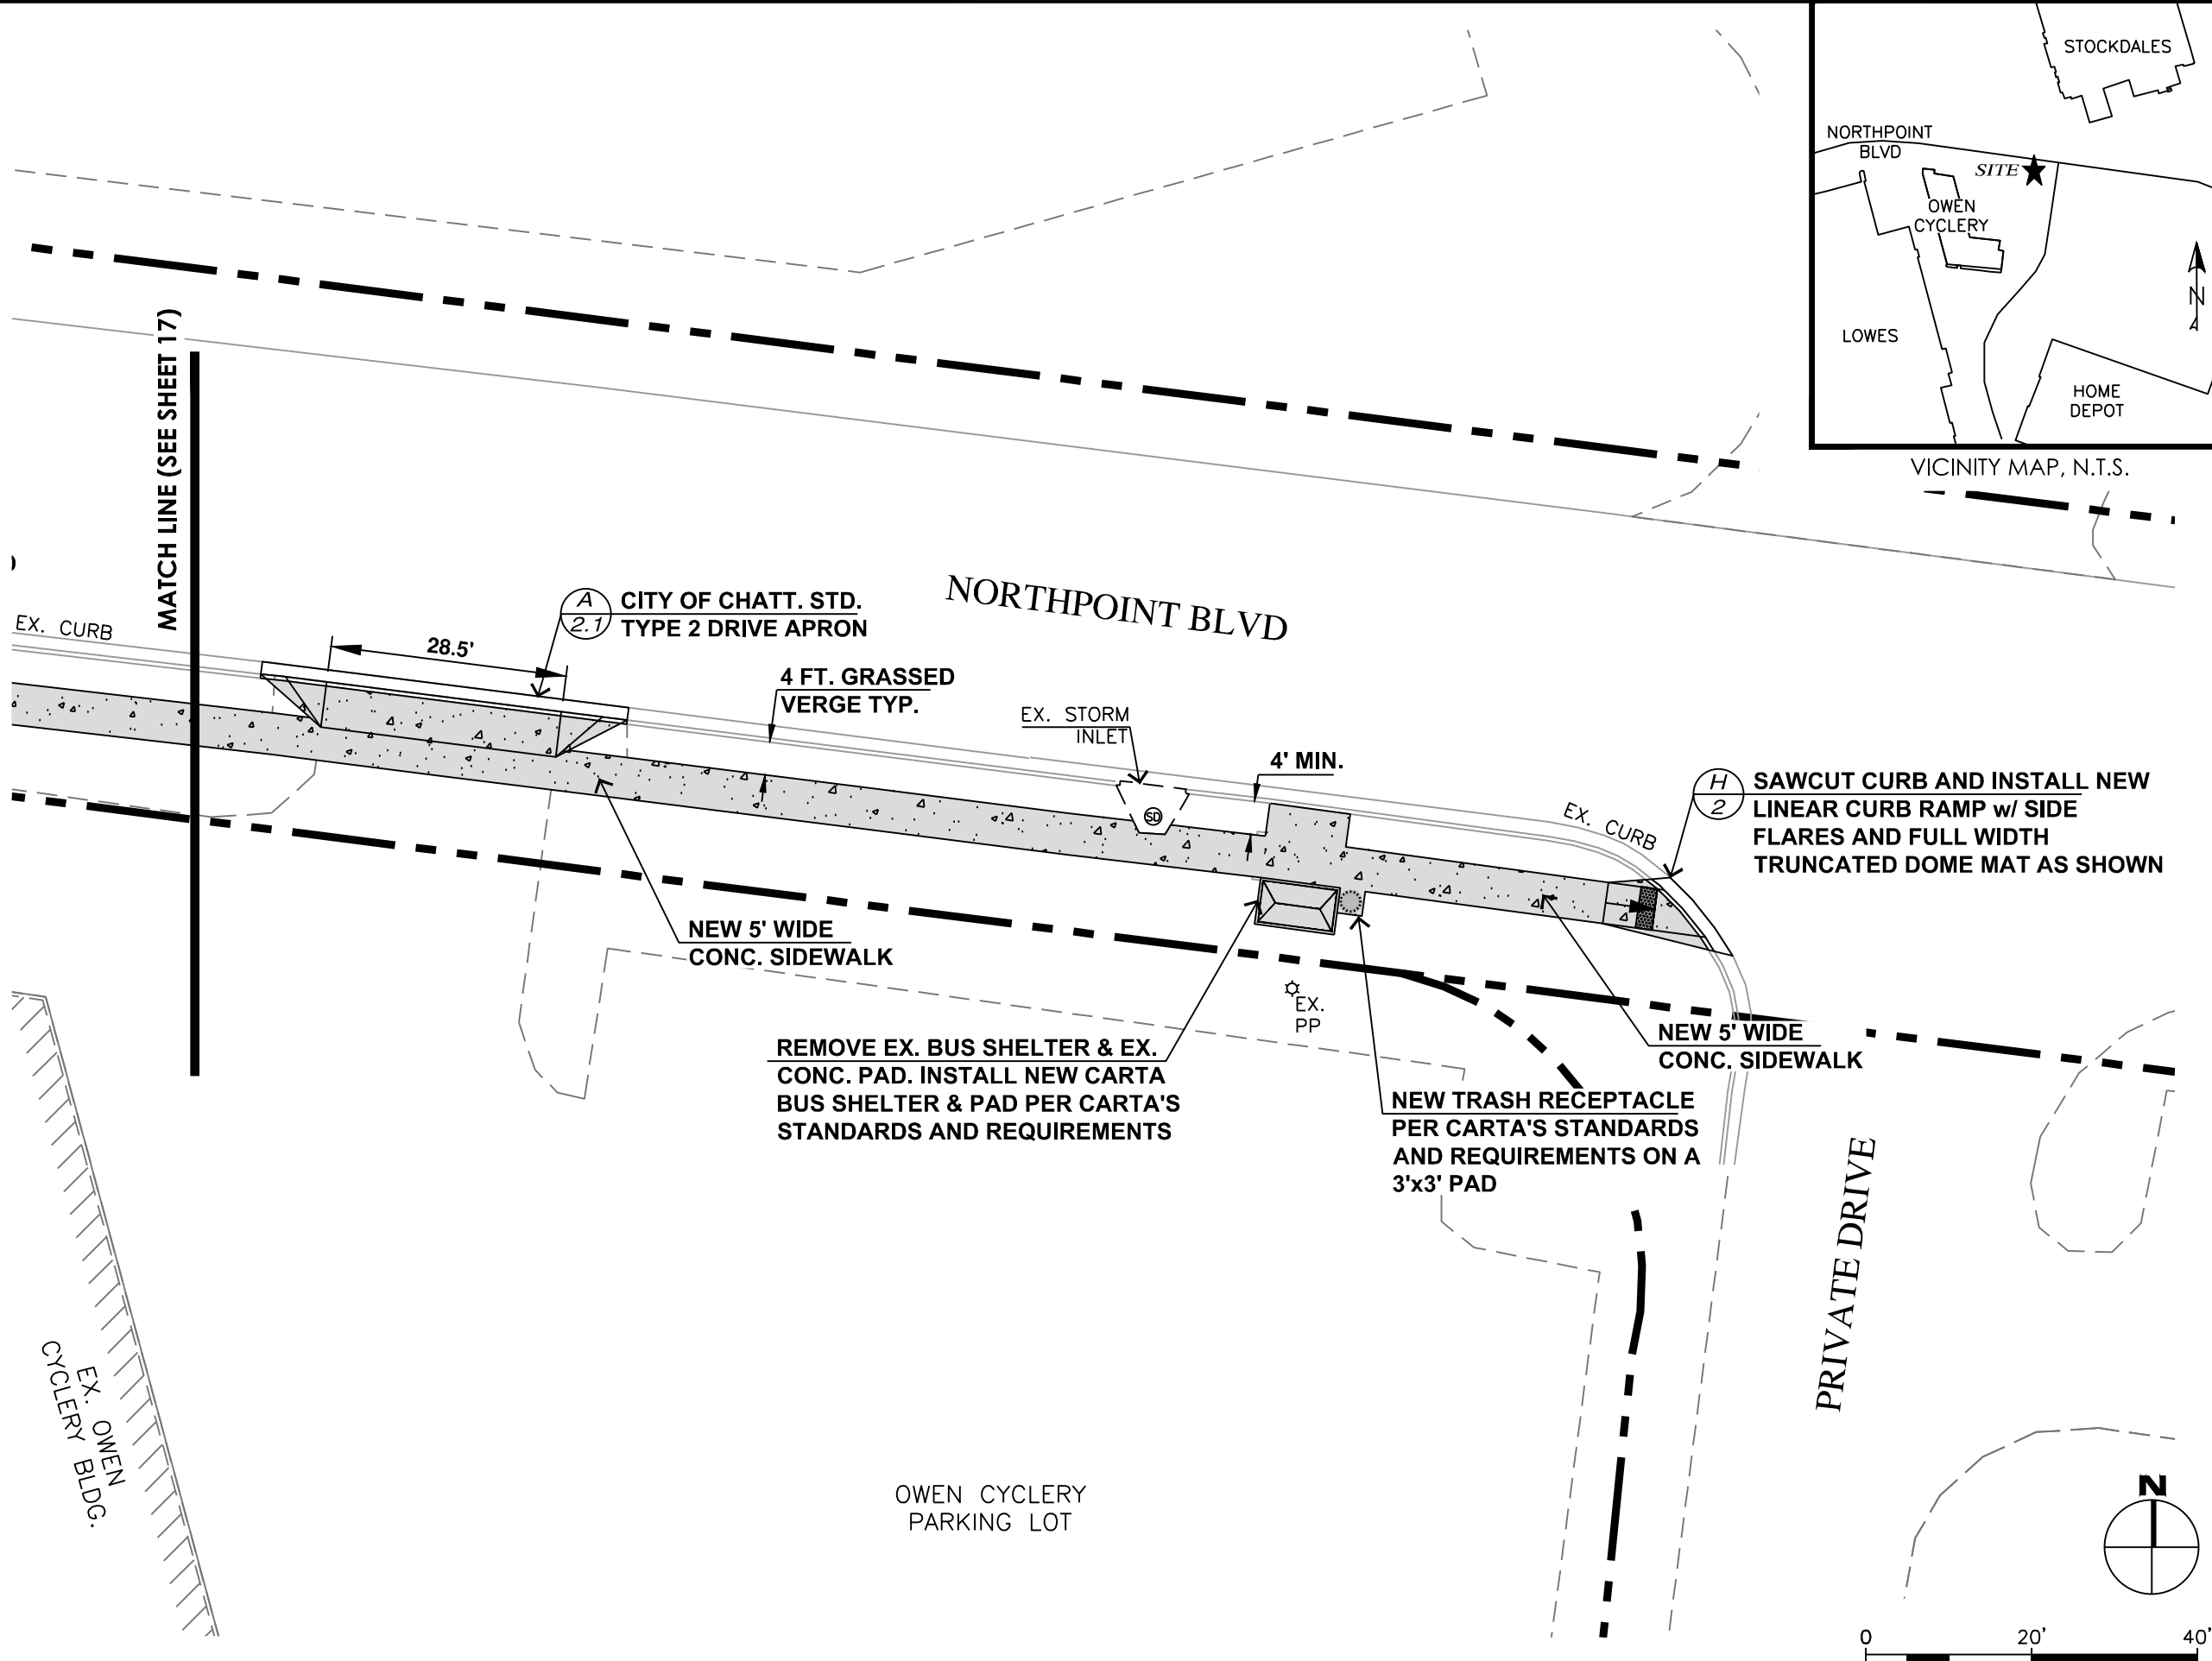 STOCKDALES
NORTHPOINT
BLVD
SITE
OWEN
CYCLERY
LOWES
HOME
DEPOT
N
VICINITY MAP, N.T.S.
MATCH LINE (SEE SHEET 17)
EX. CURB
28.5'
A
2.1
CITY OF CHATT. STD.
TYPE 2 DRIVE APRON
NORTHPOINT BLVD
4 FT. GRASSED
VERGE TYP.
EX. STORM
INLET
SD
4' MIN.
EX. CURB
H
2
SAWCUT CURB AND INSTALL NEW
LINEAR CURB RAMP w/ SIDE
FLARES AND FULL WIDTH
TRUNCATED DOME MAT AS SHOWN
NEW 5' WIDE
CONC. SIDEWALK
EX.
PP
NEW 5' WIDE
CONC. SIDEWALK
REMOVE EX. BUS SHELTER & EX.
CONC. PAD. INSTALL NEW CARTA
BUS SHELTER & PAD PER CARTA'S
STANDARDS AND REQUIREMENTS
NEW TRASH RECEPTACLE
PER CARTA'S STANDARDS
AND REQUIREMENTS ON A
3'x3' PAD
PRIVATE DRIVE
EX. OWEN
CYCLERY BLDG.
OWEN CYCLERY
PARKING LOT
N
0 20' 40'